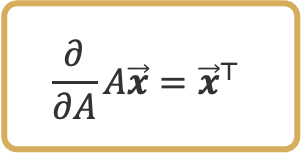 ∂/∂A A𝒙⃗ = 𝒙⃗ᵀ